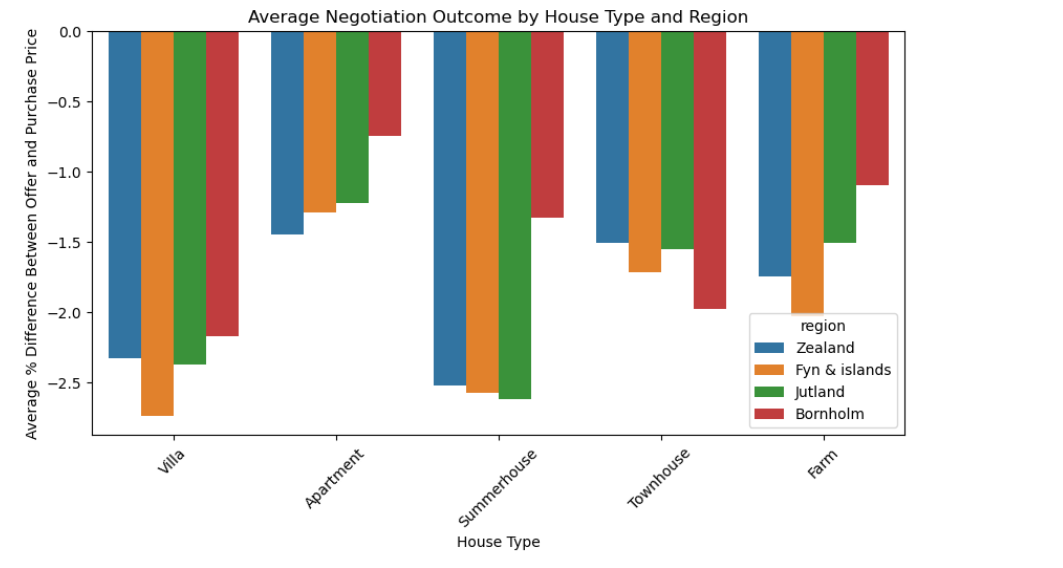 Average Negotiation Outcome by House Type and Region
Average % Difference Between Offer and Purchase Price
0.0
−0.5
−1.0
−1.5
−2.0
−2.5
Villa
Apartment
Summerhouse
Townhouse
Farm
House Type
region
Zealand
Fyn & islands
Jutland
Bornholm